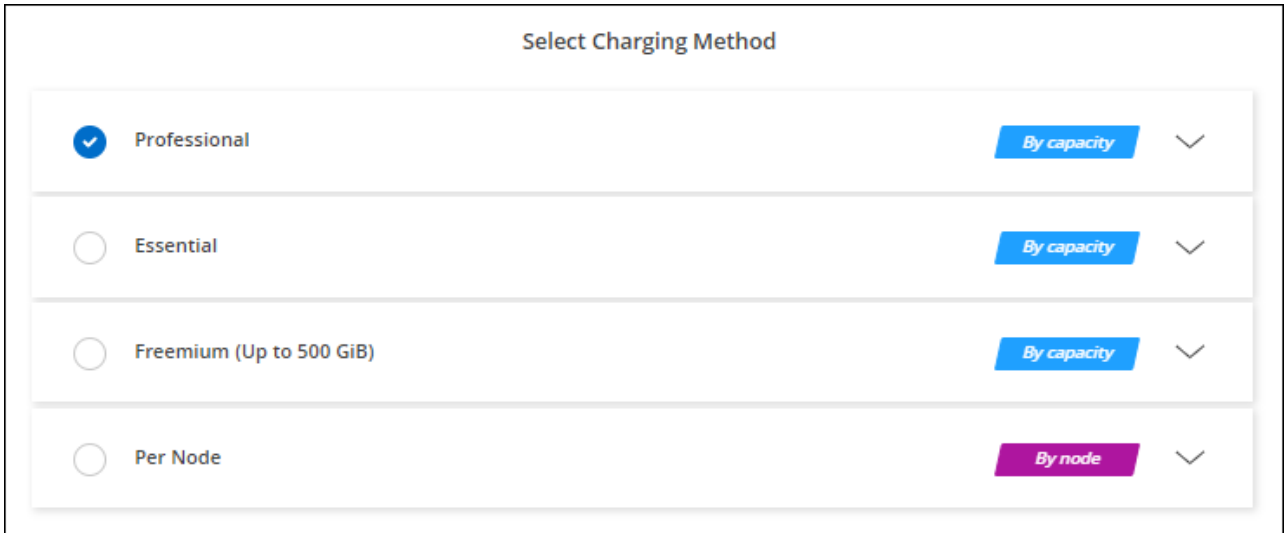 Select Charging Method
Professional By capacity
Essential By capacity
Freemium (Up to 500 GiB) By capacity
Per Node By node